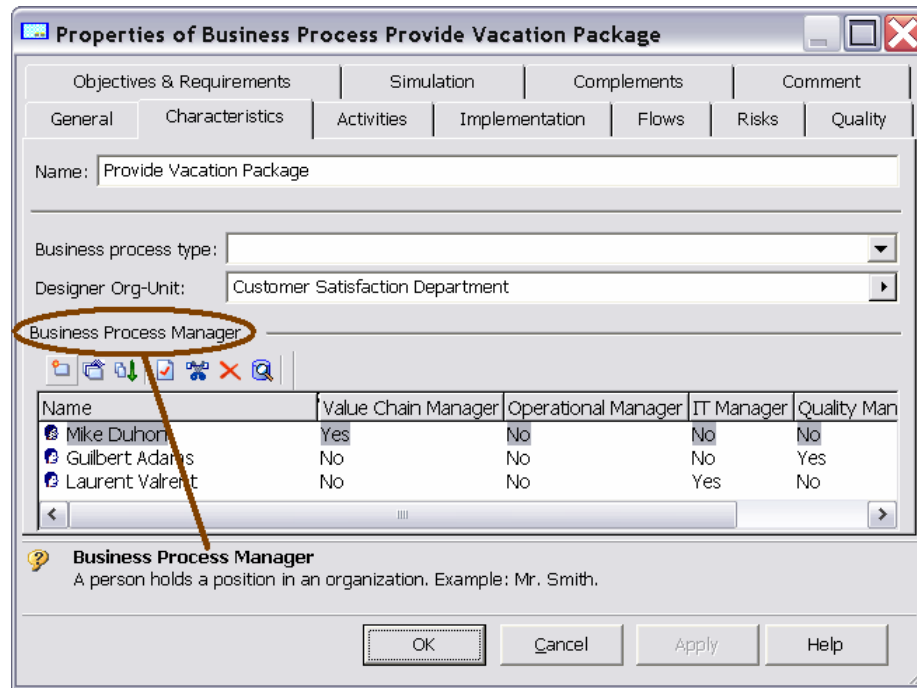 Properties of Business Process Provide Vacation Package
Objectives & Requirements Simulation Complements Comment
General Characteristics Activities Implementation Flows Risks Quality
Name: Provide Vacation Package
Business process type:
Designer Org-Unit: Customer Satisfaction Department
Business Process Manager
Name Value Chain Manager Operational Manager IT Manager Quality Man
Mike Duhon Yes No No No
Guilbert Adams No No No Yes
Laurent Valrent No No Yes No
Business Process Manager
A person holds a position in an organization. Example: Mr. Smith.
OK Cancel Apply Help